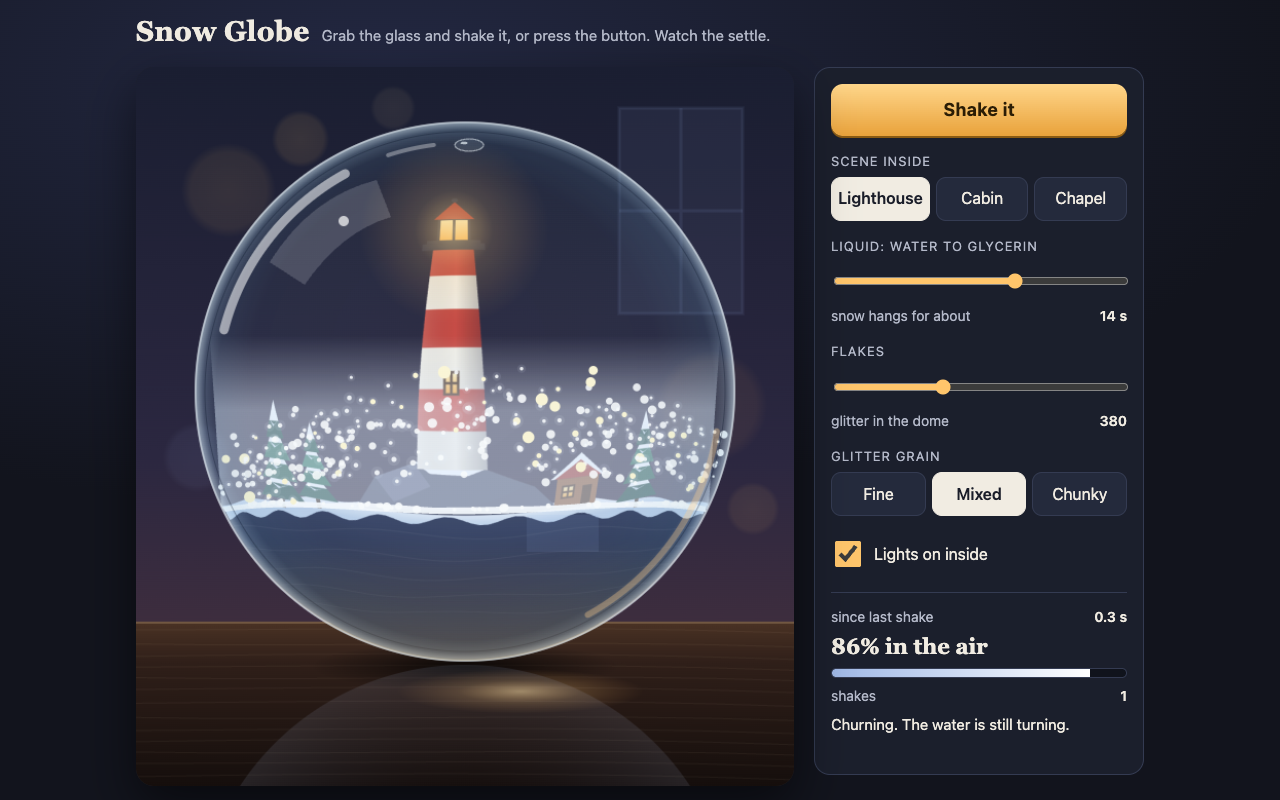 Snow Globe
Grab the glass and shake it, or press the button. Watch the settle.
Shake it
SCENE INSIDE
Lighthouse
Cabin
Chapel
LIQUID: WATER TO GLYCERIN
snow hangs for about
14 s
FLAKES
glitter in the dome
380
GLITTER GRAIN
Fine
Mixed
Chunky
Lights on inside
since last shake
0.3 s
86% in the air
shakes
1
Churning. The water is still turning.